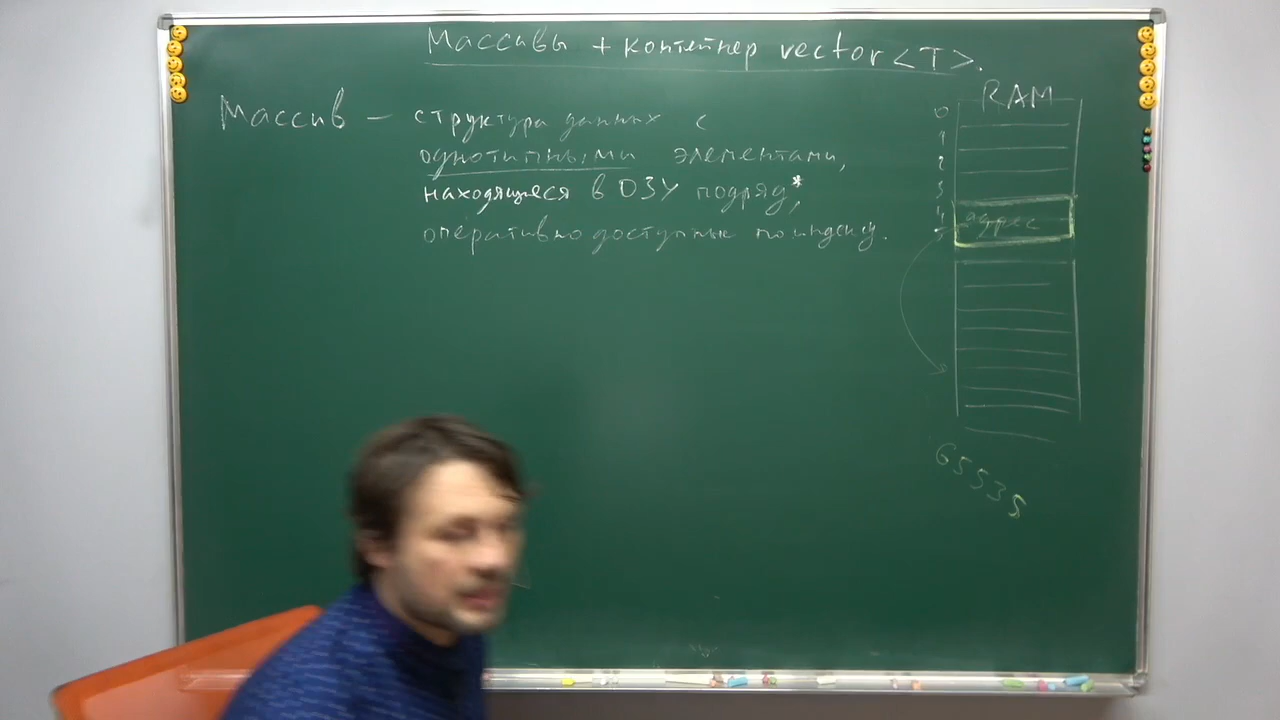 Массивы + контейнер vector<T>.
Массив – структура данных с
однотипными элементами,
находящиеся в ОЗУ подряд*,
оперативно доступные по индексу.
RAM
0
1
2
3
4
5
адрес
65535